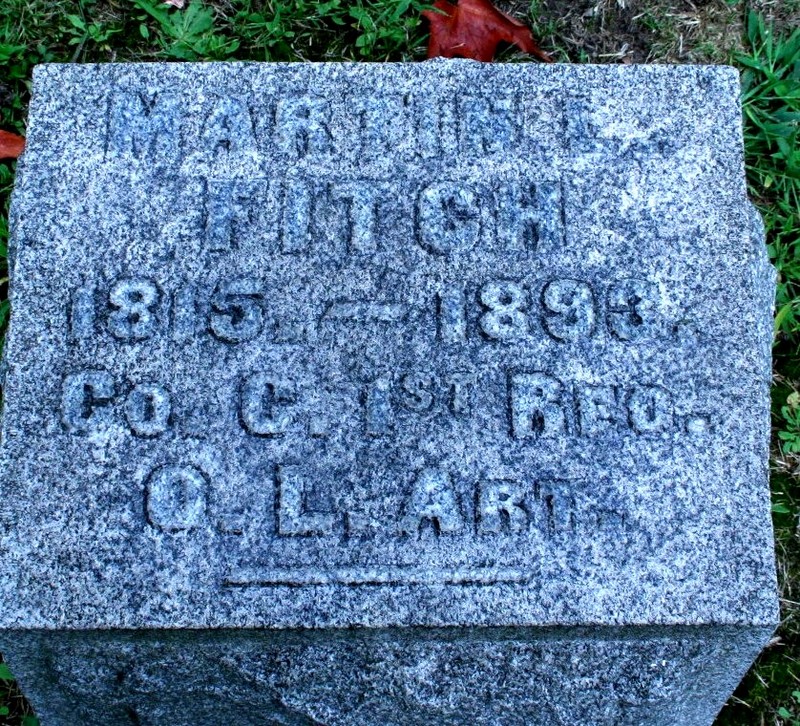 MARTIN L.
FITCH
1815. — 1893.
Co. C. 1ST REG.
O. L. ART.